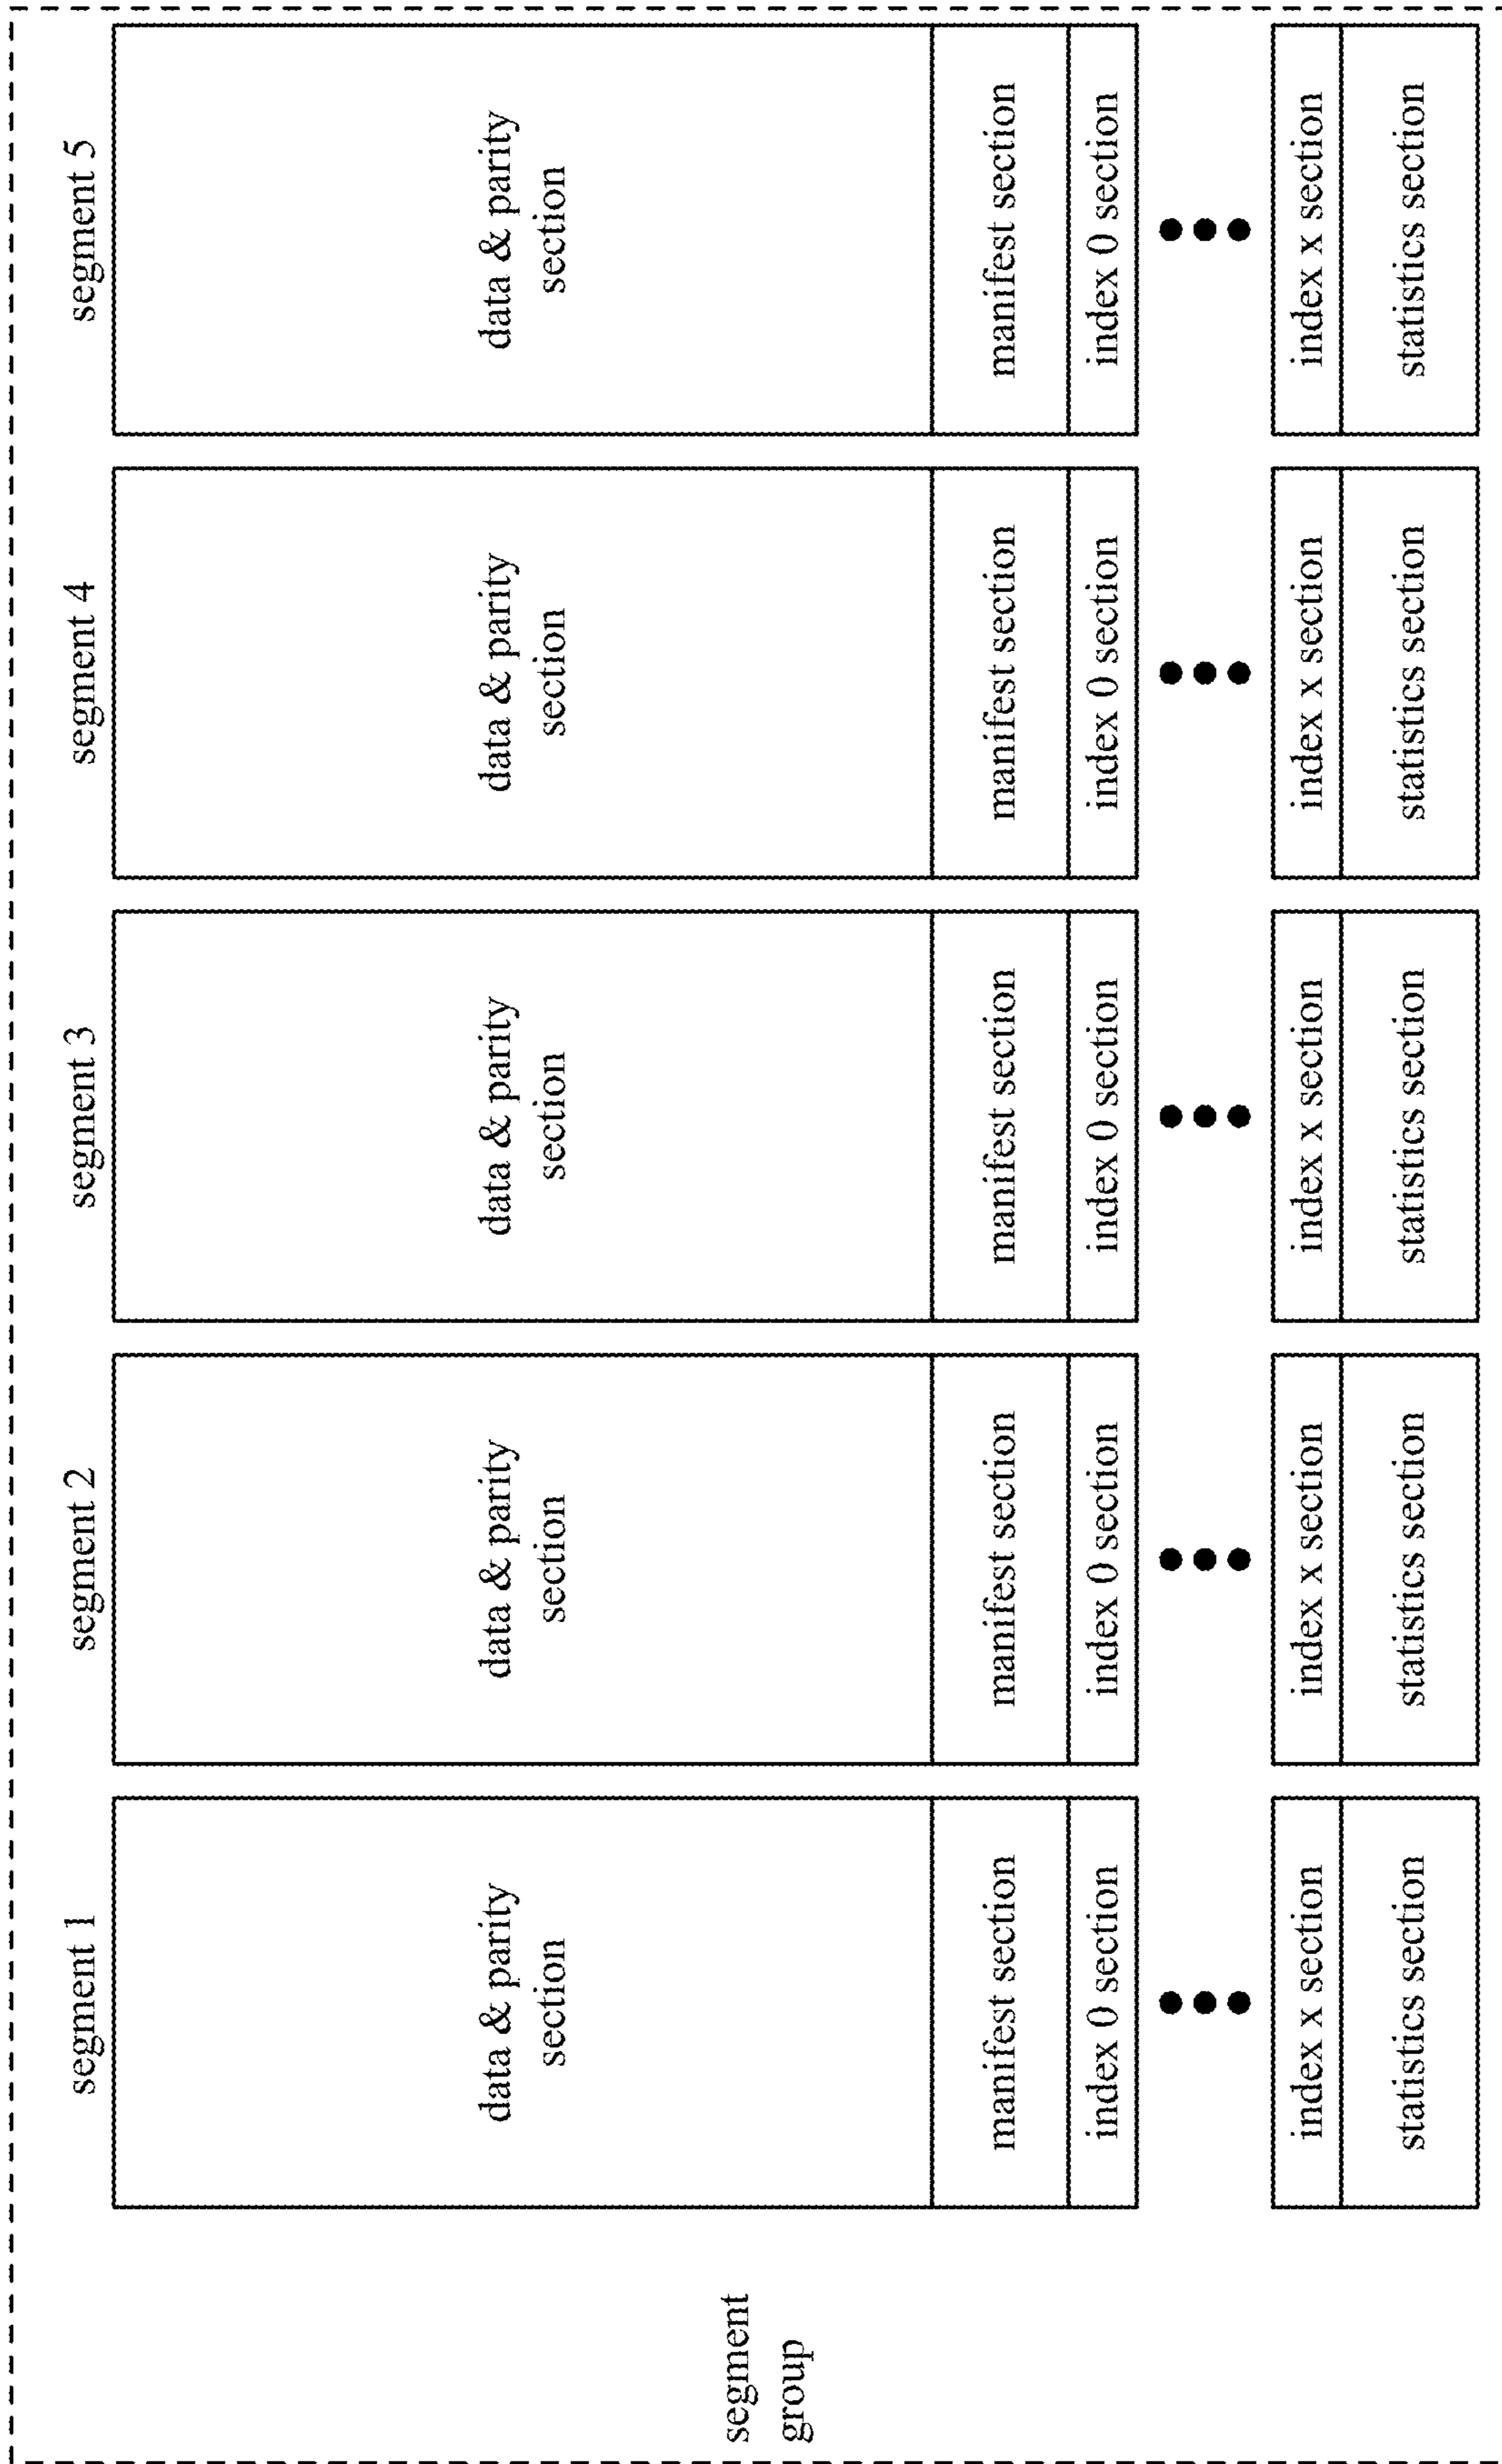 segment
group
segment 1
data & parity
section
manifest section
index 0 section
index x section
statistics section
segment 2
data & parity
section
manifest section
index 0 section
index x section
statistics section
segment 3
data & parity
section
manifest section
index 0 section
index x section
statistics section
segment 4
data & parity
section
manifest section
index 0 section
index x section
statistics section
segment 5
data & parity
section
manifest section
index 0 section
index x section
statistics section